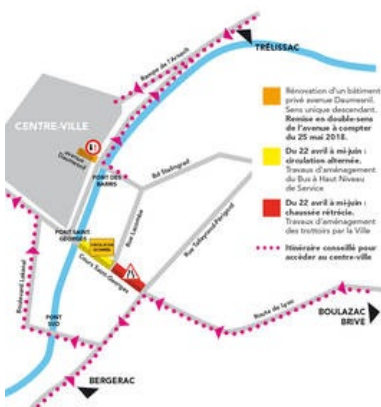 Rampe de l'Arsault
TRÉLISSAC
CENTRE-VILLE
avenue
Daumesnil
PONT DES
BARRIS
Bd Stalingrad
Rue Lacombe
Rue Talleyrand-Périgord
PONT SAINT
GEORGES
CIRCULATION
ALTERNÉE
Cours Saint-Georges
Boulevard Lakanal
PONT
SUD
BERGERAC
Route de Lyon
BOULAZAC
BRIVE
Rénovation d'un bâtiment
privé avenue Daumesnil.
Sens unique descendant.
Remise en double-sens
de l'avenue à compter
du 25 mai 2018.
Du 22 avril à mi-juin :
circulation alternée.
Travaux d'aménagement
du Bus à Haut Niveau
de Service
Du 22 avril à mi-juin :
chaussée rétrécie.
Travaux d'aménagement
des trottoirs par la Ville
Itinéraire conseillé pour
accéder au centre-ville